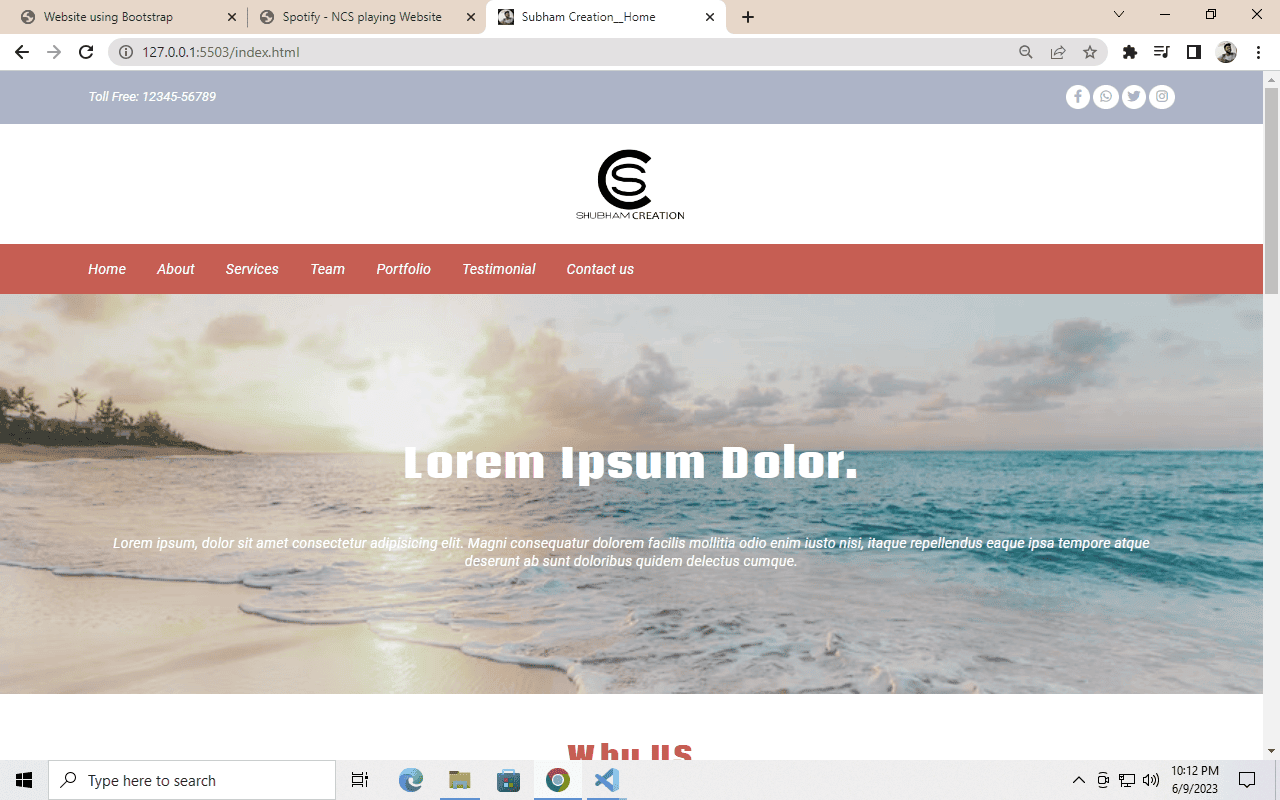 Website using Bootstrap
Spotify - NCS playing Website
Subham Creation__Home
127.0.0.1:5503/index.html
Toll Free: 12345-56789
SHUBHAM CREATION
Home About Services Team Portfolio Testimonial Contact us
Lorem Ipsum Dolor.
Lorem ipsum, dolor sit amet consectetur adipisicing elit. Magni consequatur dolorem facilis mollitia odio enim iusto nisi, itaque repellendus eaque ipsa tempore atque
deserunt ab sunt doloribus quidem delectus cumque.
Why US
Type here to search
10:12 PM
6/9/2023